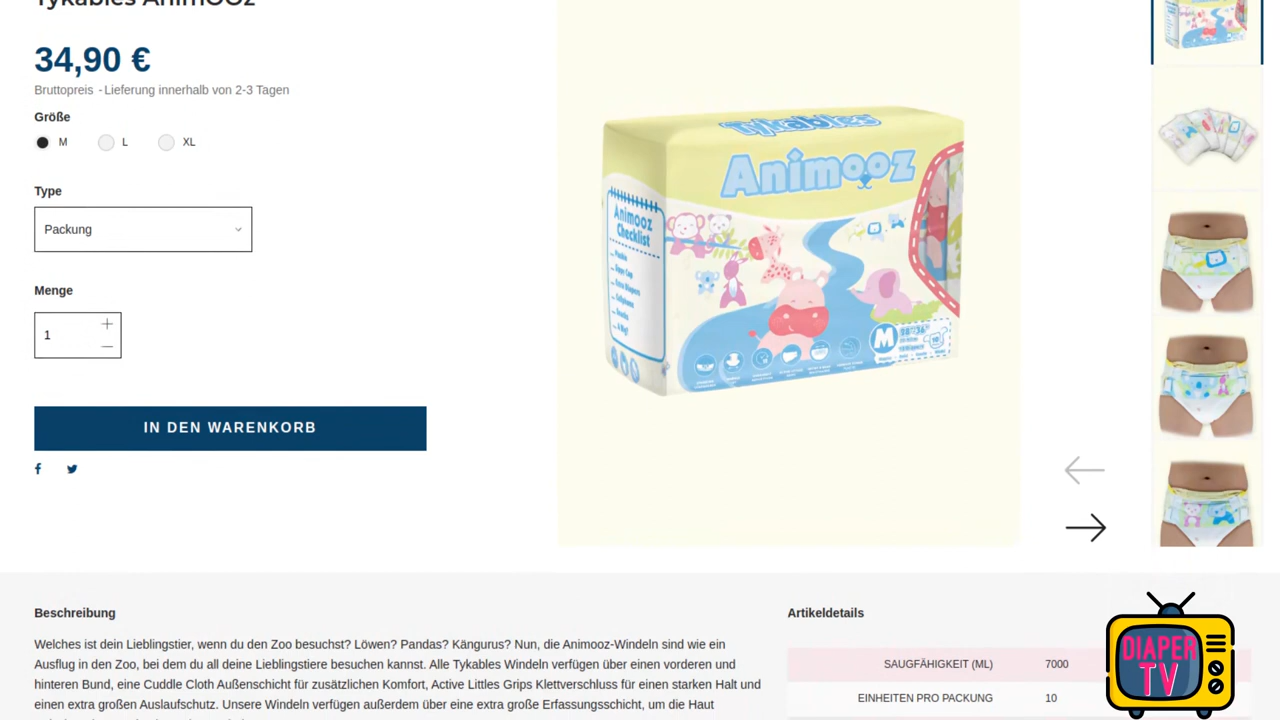 Tykables AnimOOz
34,90 €
Bruttopreis - Lieferung innerhalb von 2-3 Tagen
Größe
M
L
XL
Type
Packung
Menge
1
IN DEN WARENKORB
Tykables
Animooz
Animooz
Checklist
M
10
Beschreibung
Welches ist dein Lieblingstier, wenn du den Zoo besuchst? Löwen? Pandas? Kängurus? Nun, die Animooz-Windeln sind wie ein
Ausflug in den Zoo, bei dem du all deine Lieblingstiere besuchen kannst. Alle Tykables Windeln verfügen über einen vorderen und
hinteren Bund, eine Cuddle Cloth Außenschicht für zusätzlichen Komfort, Active Littles Grips Klettverschluss für einen starken Halt und
einen extra großen Auslaufschutz. Unsere Windeln verfügen außerdem über eine extra große Erfassungsschicht, um die Haut
Artikeldetails
SAUGFÄHIGKEIT (ML) 7000
EINHEITEN PRO PACKUNG 10
DIAPER
TV